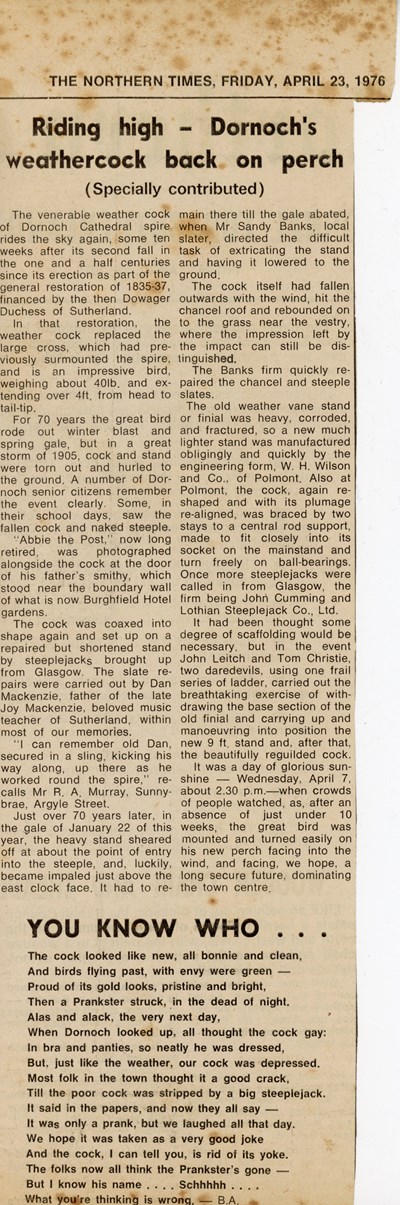 THE NORTHERN TIMES, FRIDAY, APRIL 23, 1976
Riding high – Dornoch's
weathercock back on perch
(Specially contributed)
The venerable weather cock
of Dornoch Cathedral spire
rides the sky again, some ten
weeks after its second fall in
the one and a half centuries
since its erection as part of the
general restoration of 1835-37,
financed by the then Dowager
Duchess of Sutherland.
In that restoration, the
weather cock replaced the
large cross, which had pre-
viously surmounted the spire,
and is an impressive bird,
weighing about 40lb. and ex-
tending over 4ft. from head to
tail-tip.
For 70 years the great bird
rode out winter blast and
spring gale, but in a great
storm of 1905, cock and stand
were torn out and hurled to
the ground. A number of Dor-
noch senior citizens remember
the event clearly. Some, in
their school days, saw the
fallen cock and naked steeple.
"Abbie the Post," now long
retired, was photographed
alongside the cock at the door
of his father's smithy, which
stood near the boundary wall
of what is now Burghfield Hotel
gardens.
The cock was coaxed into
shape again and set up on a
repaired but shortened stand
by steeplejacks brought up
from Glasgow. The slate re-
pairs were carried out by Dan
Mackenzie, father of the late
Joy Mackenzie, beloved music
teacher of Sutherland, within
most of our memories.
"I can remember old Dan,
secured in a sling, kicking his
way along, up there as he
worked round the spire," re-
calls Mr R. A. Murray, Sunny-
brae, Argyle Street.
Just over 70 years later, in
the gale of January 22 of this
year, the heavy stand sheared
off at about the point of entry
into the steeple, and, luckily,
became impaled just above the
east clock face. It had to re-
main there till the gale abated,
when Mr Sandy Banks, local
slater, directed the difficult
task of extricating the stand
and having it lowered to the
ground.
The cock itself had fallen
outwards with the wind, hit the
chancel roof and rebounded on
to the grass near the vestry,
where the impression left by
the impact can still be dis-
tinguished.
The Banks firm quickly re-
paired the chancel and steeple
slates.
The old weather vane stand
or finial was heavy, corroded,
and fractured, so a new much
lighter stand was manufactured
obligingly and quickly by the
engineering form, W. H. Wilson
and Co., of Polmont. Also at
Polmont, the cock, again re-
shaped and with its plumage
re-aligned, was braced by two
stays to a central rod support,
made to fit closely into its
socket on the mainstand and
turn freely on ball-bearings.
Once more steeplejacks were
called in from Glasgow, the
firm being John Cumming and
Lothian Steeplejack Co., Ltd.
It had been thought some
degree of scaffolding would be
necessary, but in the event
John Leitch and Tom Christie,
two daredevils, using one frail
series of ladder, carried out the
breathtaking exercise of with-
drawing the base section of the
old finial and carrying up and
manoeuvring into position the
new 9 ft. stand and, after that,
the beautifully reguilded cock.
It was a day of glorious sun-
shine — Wednesday, April 7,
about 2.30 p.m.—when crowds
of people watched, as, after an
absence of just under 10
weeks, the great bird was
mounted and turned easily on
his new perch facing into the
wind, and facing, we hope, a
long secure future, dominating
the town centre.
YOU KNOW WHO . . .
The cock looked like new, all bonnie and clean,
And birds flying past, with envy were green —
Proud of its gold looks, pristine and bright,
Then a Prankster struck, in the dead of night.
Alas and alack, the very next day,
When Dornoch looked up, all thought the cock gay:
In bra and panties, so neatly he was dressed,
But, just like the weather, our cock was depressed.
Most folk in the town thought it a good crack,
Till the poor cock was stripped by a big steeplejack.
It said in the papers, and now they all say —
It was only a prank, but we laughed all that day.
We hope it was taken as a very good joke
And the cock, I can tell you, is rid of its yoke.
The folks now all think the Prankster's gone —
But I know his name . . . . Schhhhh . . . .
What you're thinking is wrong. — B.A.